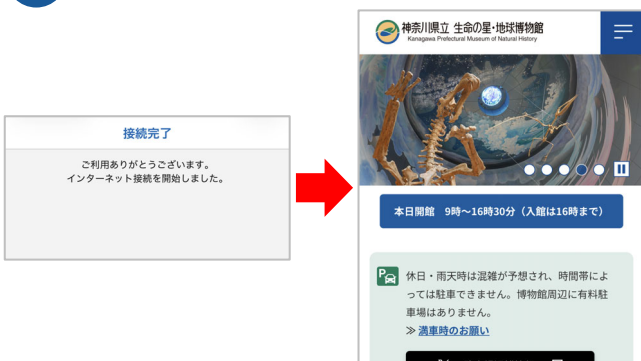 接続完了
ご利用ありがとうございます。
インターネット接続を開始しました。
神奈川県立 生命の星・地球博物館
Kanagawa Prefectural Museum of Natural History
本日開館 9時～16時30分（入館は16時まで）
P
休日・雨天時は混雑が予想され、時間帯によ
っては駐車できません。博物館周辺に有料駐
車場はありません。
≫ 満車時のお願い